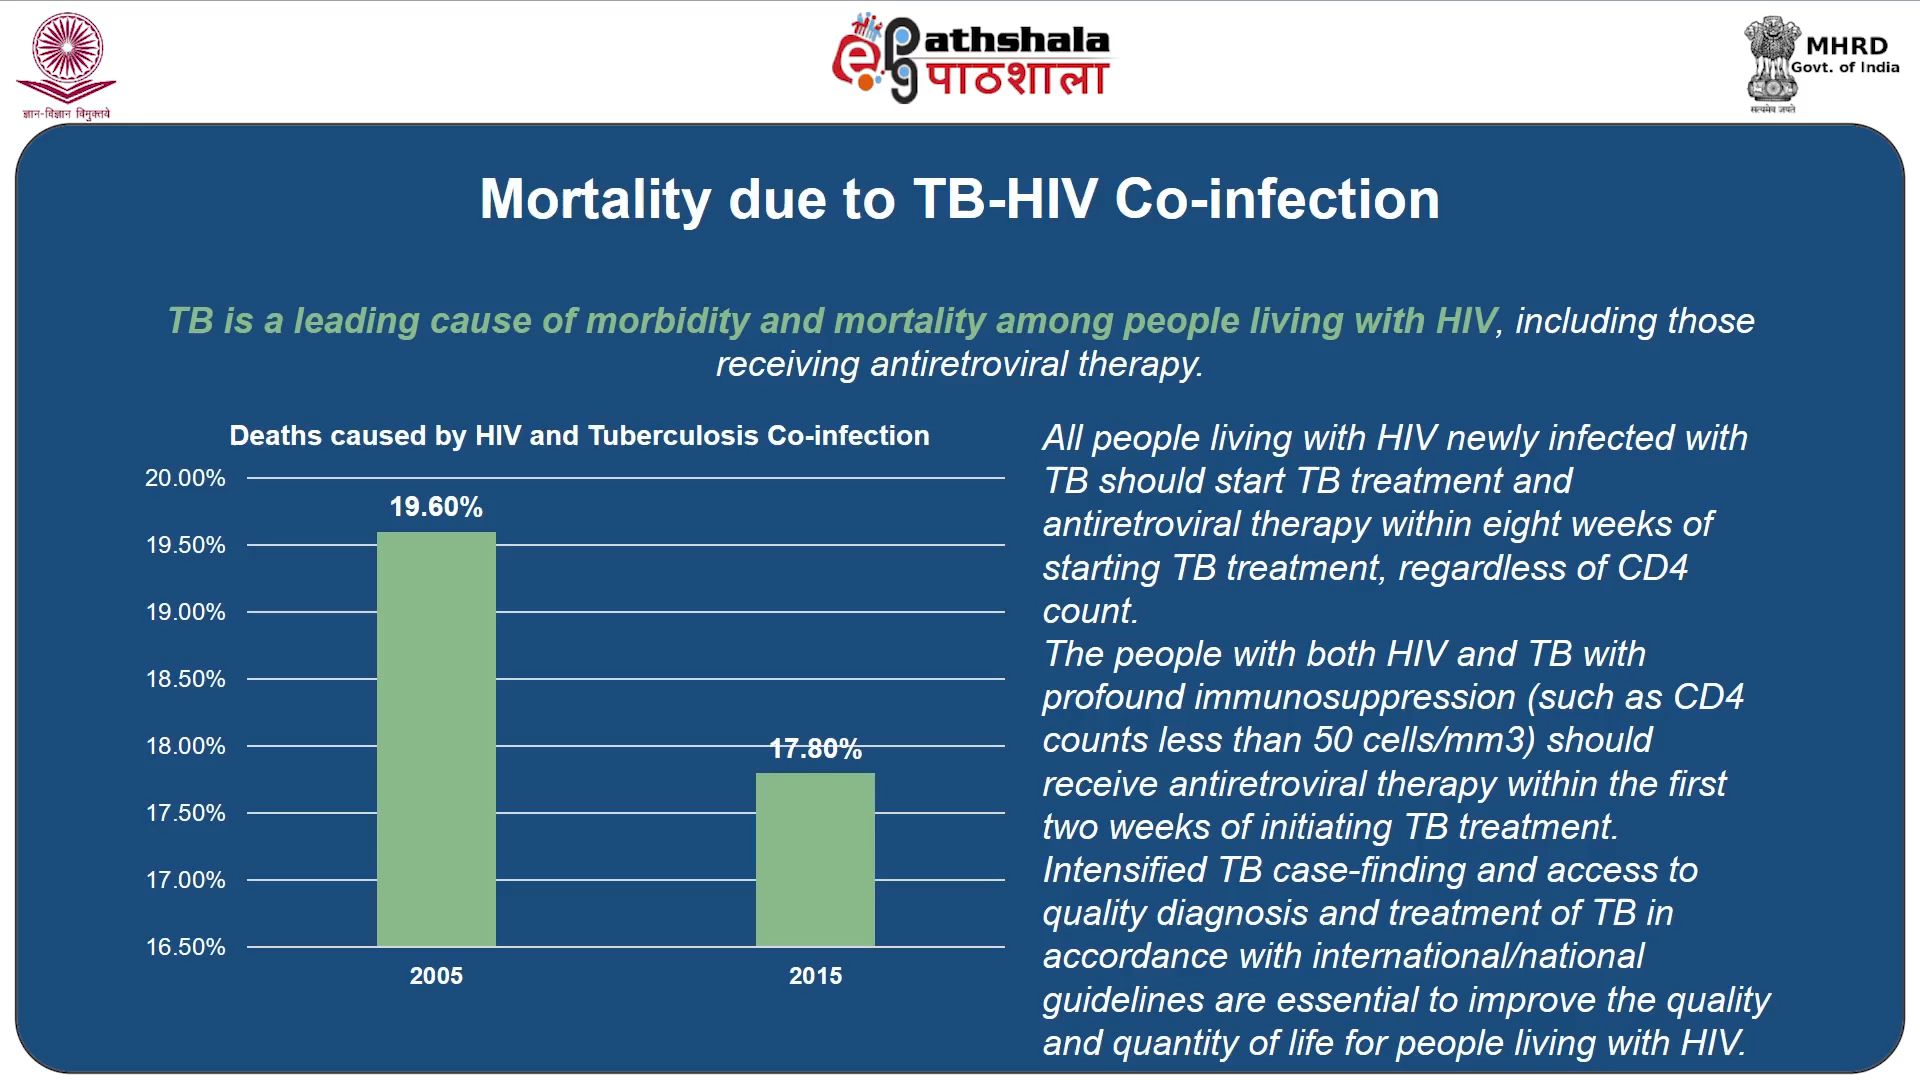 ज्ञान-विज्ञान विमुक्तये
ePGPathshala
पाठशाला
MHRD
Govt. of India
सत्यमेव जयते
Mortality due to TB-HIV Co-infection
TB is a leading cause of morbidity and mortality among people living with HIV, including those
receiving antiretroviral therapy.
Deaths caused by HIV and Tuberculosis Co-infection
20.00%
19.60%
19.50%
19.00%
18.50%
18.00%
17.80%
17.50%
17.00%
16.50%
2005
2015
All people living with HIV newly infected with
TB should start TB treatment and
antiretroviral therapy within eight weeks of
starting TB treatment, regardless of CD4
count.
The people with both HIV and TB with
profound immunosuppression (such as CD4
counts less than 50 cells/mm3) should
receive antiretroviral therapy within the first
two weeks of initiating TB treatment.
Intensified TB case-finding and access to
quality diagnosis and treatment of TB in
accordance with international/national
guidelines are essential to improve the quality
and quantity of life for people living with HIV.